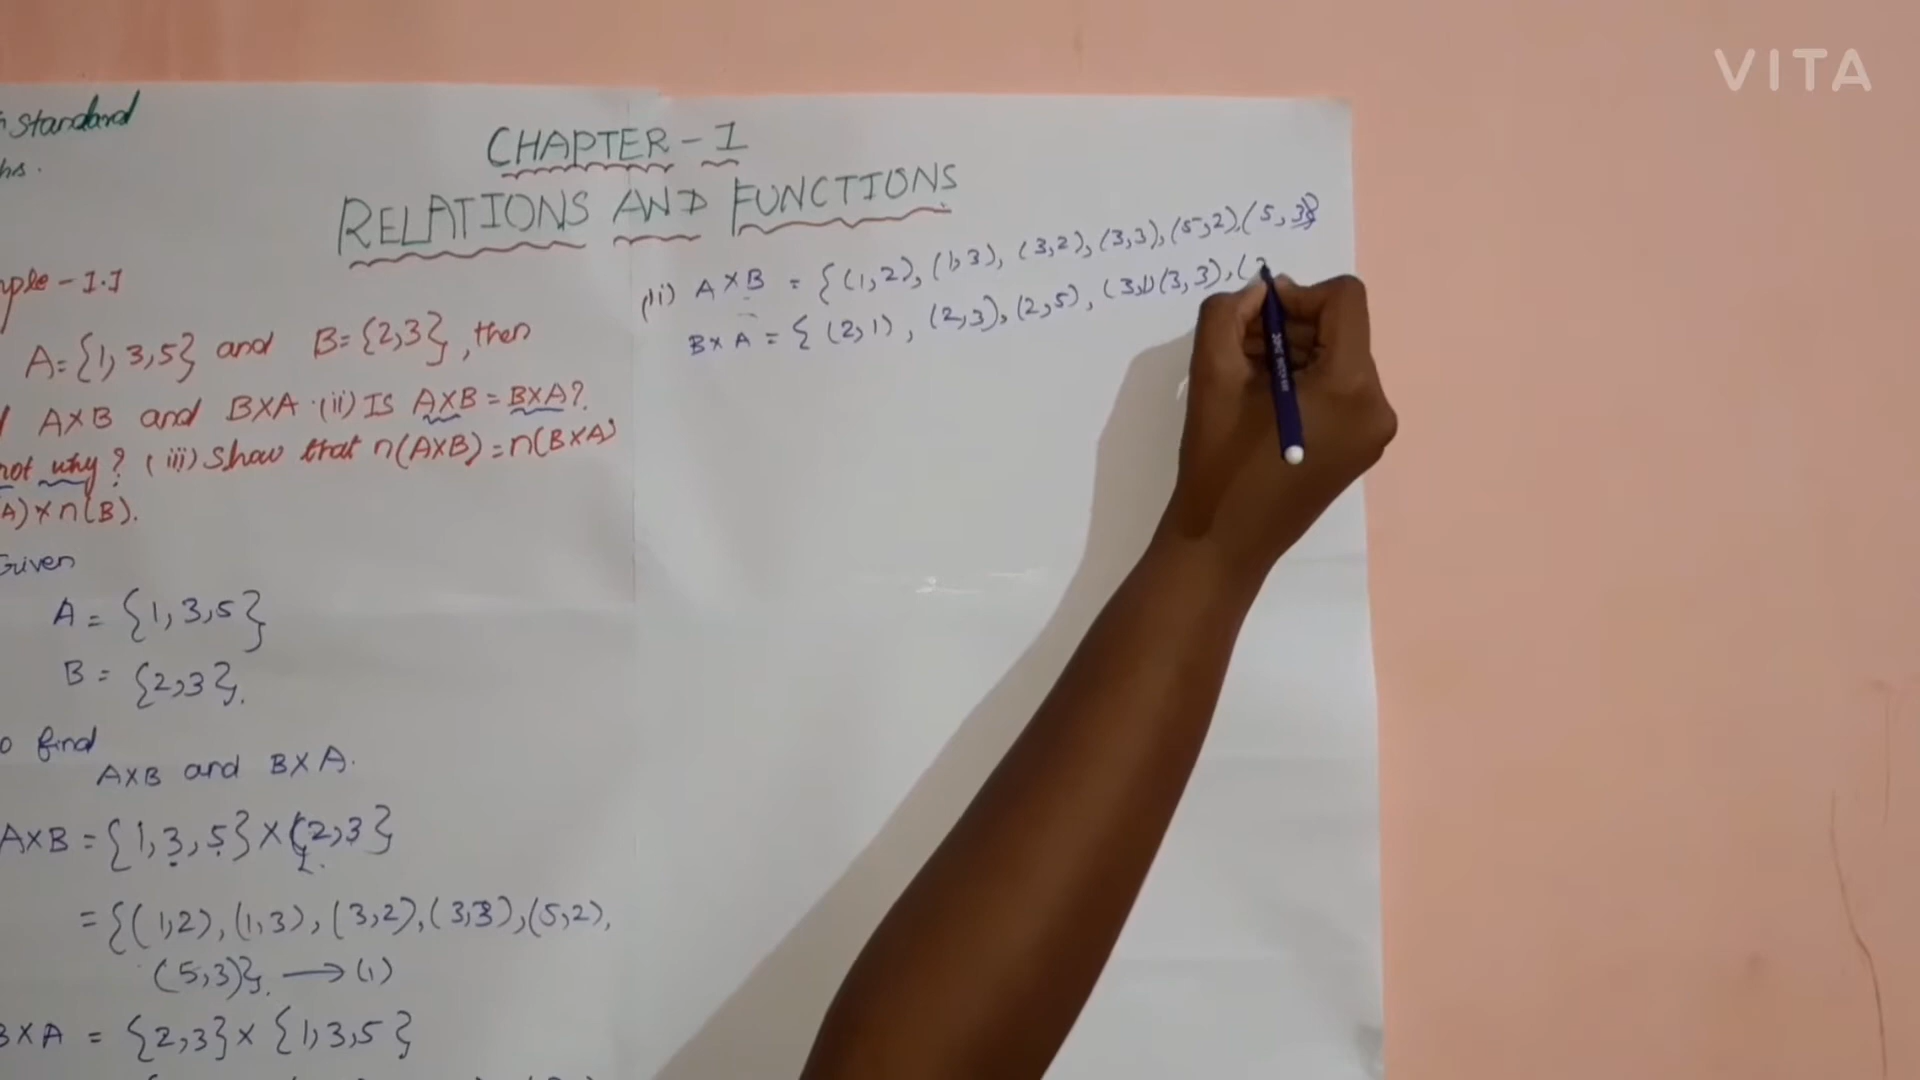 VITA
Standard
CHAPTER - I
RELATIONS AND FUNCTIONS
ple - 1.1
A = {1, 3, 5} and B = {2, 3}, then
A×B and B×A. (ii) Is A×B = B×A?
not why? (iii) Show that n(A×B) = n(B×A)
A) × n(B).
Given
A = {1, 3, 5}
B = {2, 3}.
o find
A×B and B×A.
A×B = {1, 3, 5} × {2, 3}
= {(1,2), (1,3), (3,2), (3,3), (5,2),
(5,3)}. → (1)
B×A = {2,3} × {1,3,5}
(ii) A×B = {(1,2), (1,3), (3,2), (3,3), (5,2), (5,3)}
B×A = { (2,1), (2,3), (2,5), (3,1) (3,3), (